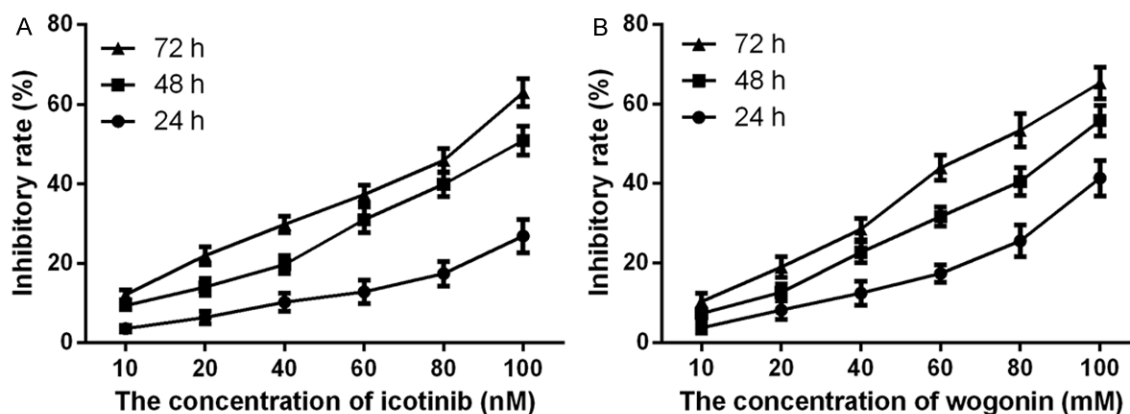 A
Inhibitory rate (%)
80
60
40
20
0
72 h
48 h
24 h
10 20 40 60 80 100
The concentration of icotinib (nM)
B
Inhibitory rate (%)
80
60
40
20
0
72 h
48 h
24 h
10 20 40 60 80 100
The concentration of wogonin (mM)